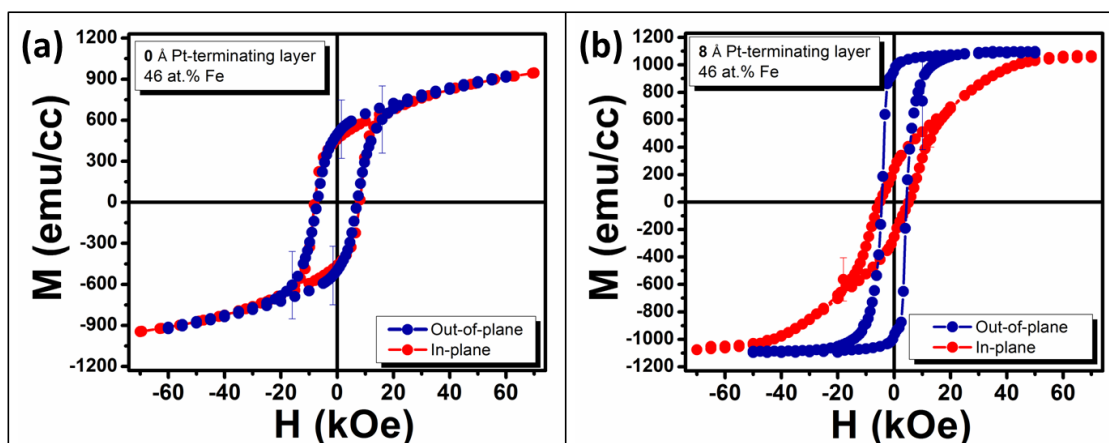 (a)
0 Å Pt-terminating layer
46 at.% Fe
1200
900
600
300
0
-300
-600
-900
-1200
M (emu/cc)
Out-of-plane
In-plane
-60 -40 -20 0 20 40 60
H (kOe)
(b)
8 Å Pt-terminating layer
46 at.% Fe
1200
1000
800
600
400
200
0
-200
-400
-600
-800
-1000
-1200
M (emu/cc)
Out-of-plane
In-plane
-60 -40 -20 0 20 40 60
H (kOe)